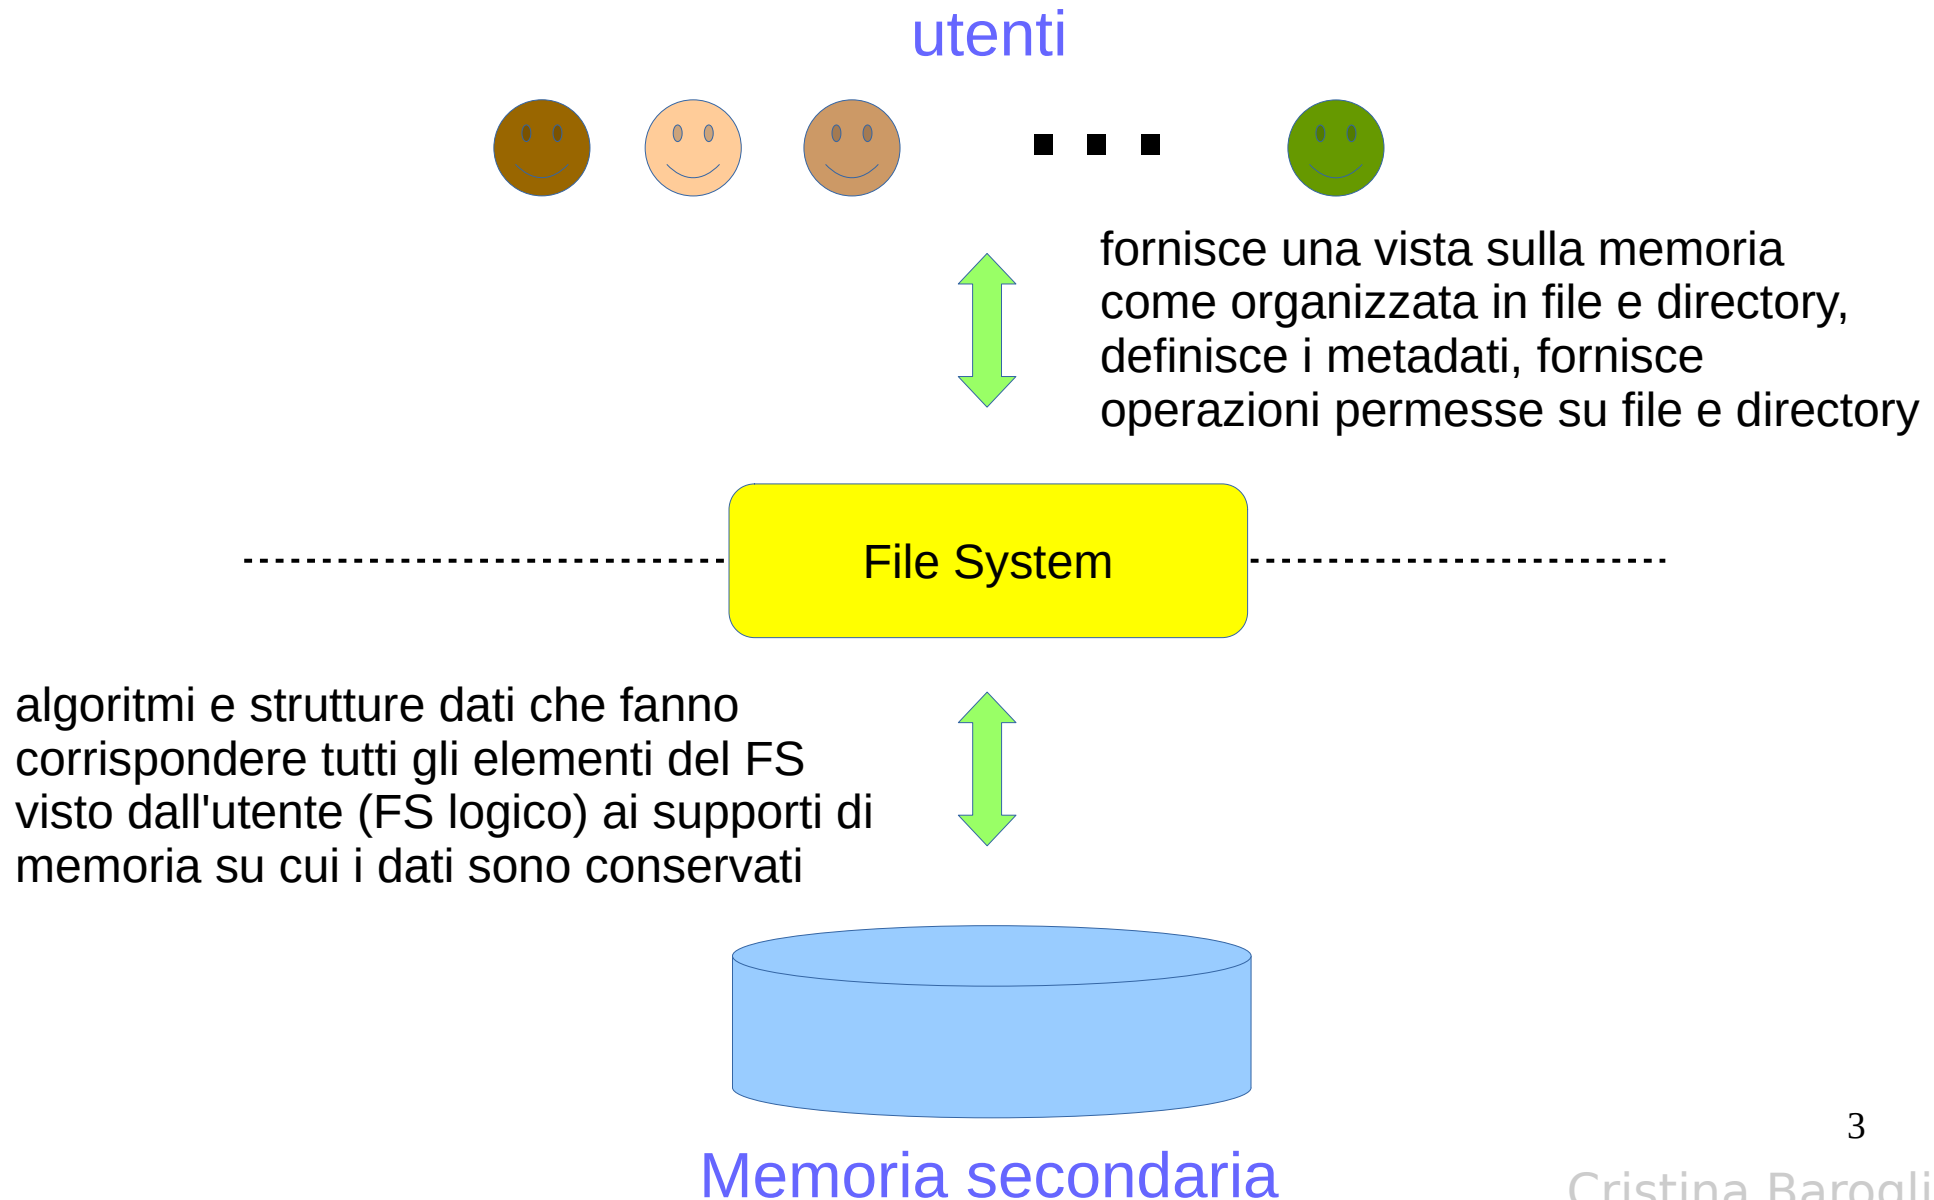 utenti
fornisce una vista sulla memoria
come organizzata in file e directory,
definisce i metadati, fornisce
operazioni permesse su file e directory
File System
algoritmi e strutture dati che fanno
corrispondere tutti gli elementi del FS
visto dall'utente (FS logico) ai supporti di
memoria su cui i dati sono conservati
3
Memoria secondaria
Cristina Barogli